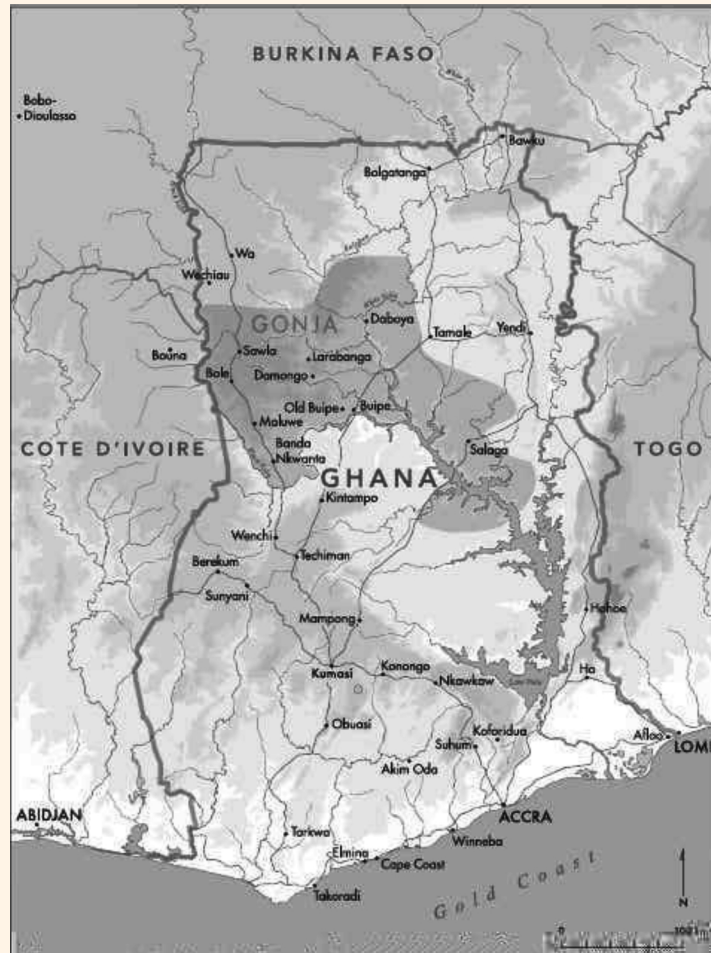 BURKINA FASO
Bobo-
Dioulasso
Bawku
Bolgatanga
Wa
Wechiau
GONJA
Daboya
Bouna
Sawla
Larabanga
Tamale
Yendi
Bole
Damongo
Old Buipe
Buipe
Maluwe
COTE D'IVOIRE
Banda
Nkwanta
Salaga
TOGO
GHANA
Kintampo
Wenchi
Techiman
Berekum
Sunyani
Mampong
Hohoe
Kumasi
Konongo
Ho
Nkawkaw
Obuasi
Koforidua
Suhum
Aflao
LOM
Akim Oda
ABIDJAN
ACCRA
Tarkwa
Winneba
Elmina
Cape Coast
Takoradi
Gold Coast
N
0